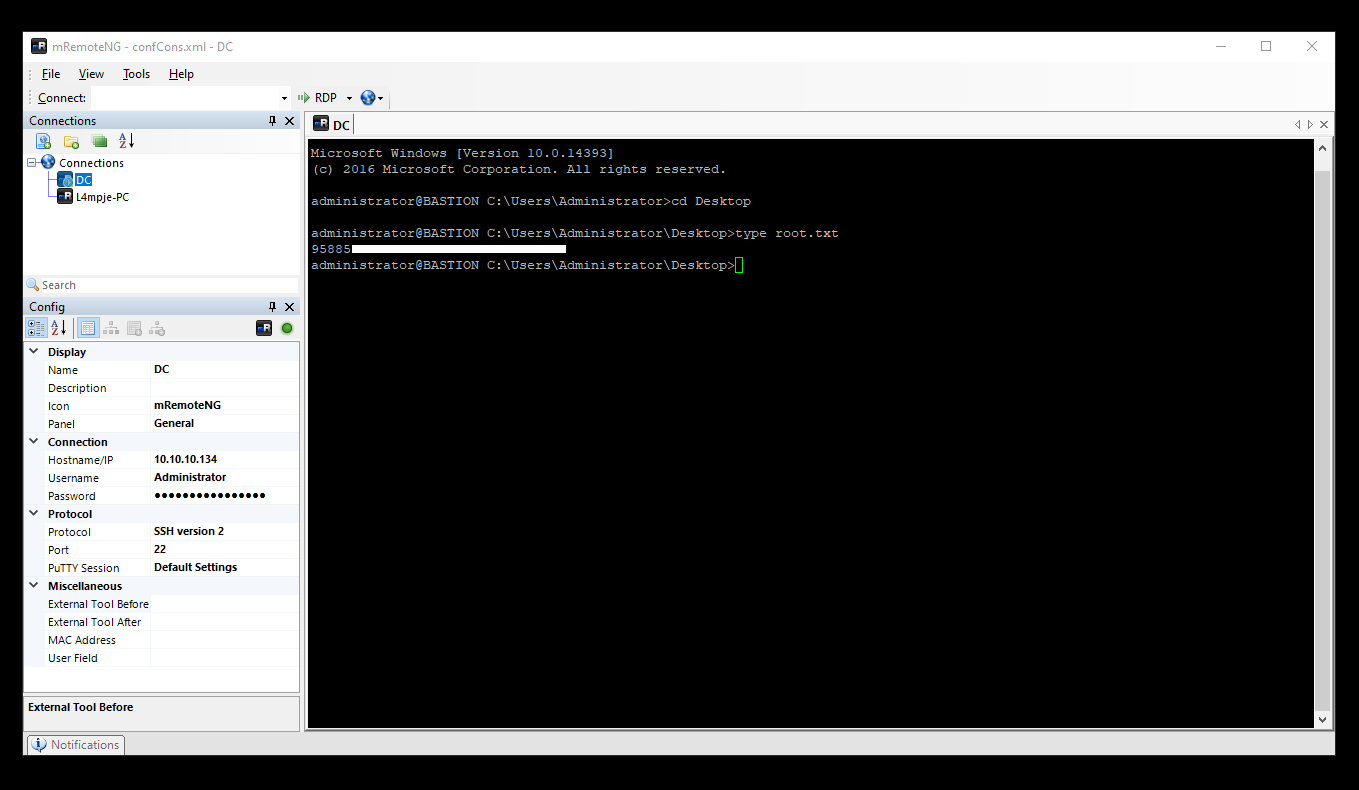 mRemoteNG - confCons.xml - DC
File View Tools Help
Connect: RDP
Connections
Connections
DC
L4mpje-PC
Search
Config
Display
Name DC
Description
Icon mRemoteNG
Panel General
Connection
Hostname/IP 10.10.10.134
Username Administrator
Password ●●●●●●●●●●●●●●●●
Protocol
Protocol SSH version 2
Port 22
PuTTY Session Default Settings
Miscellaneous
External Tool Before
External Tool After
MAC Address
User Field
External Tool Before
Notifications
DC
Microsoft Windows [Version 10.0.14393]
(c) 2016 Microsoft Corporation. All rights reserved.
administrator@BASTION C:\Users\Administrator>cd Desktop
administrator@BASTION C:\Users\Administrator\Desktop>type root.txt
95885
administrator@BASTION C:\Users\Administrator\Desktop>